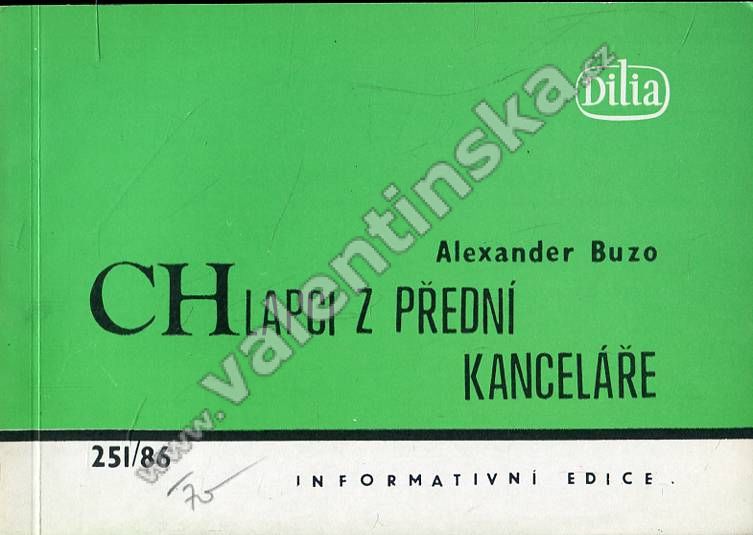 Dilia
Alexander Buzo
CHLAPCI Z PŘEDNÍ
KANCELÁŘE
251/86
INFORMATIVNÍ EDICE.
www.valentinska.cz